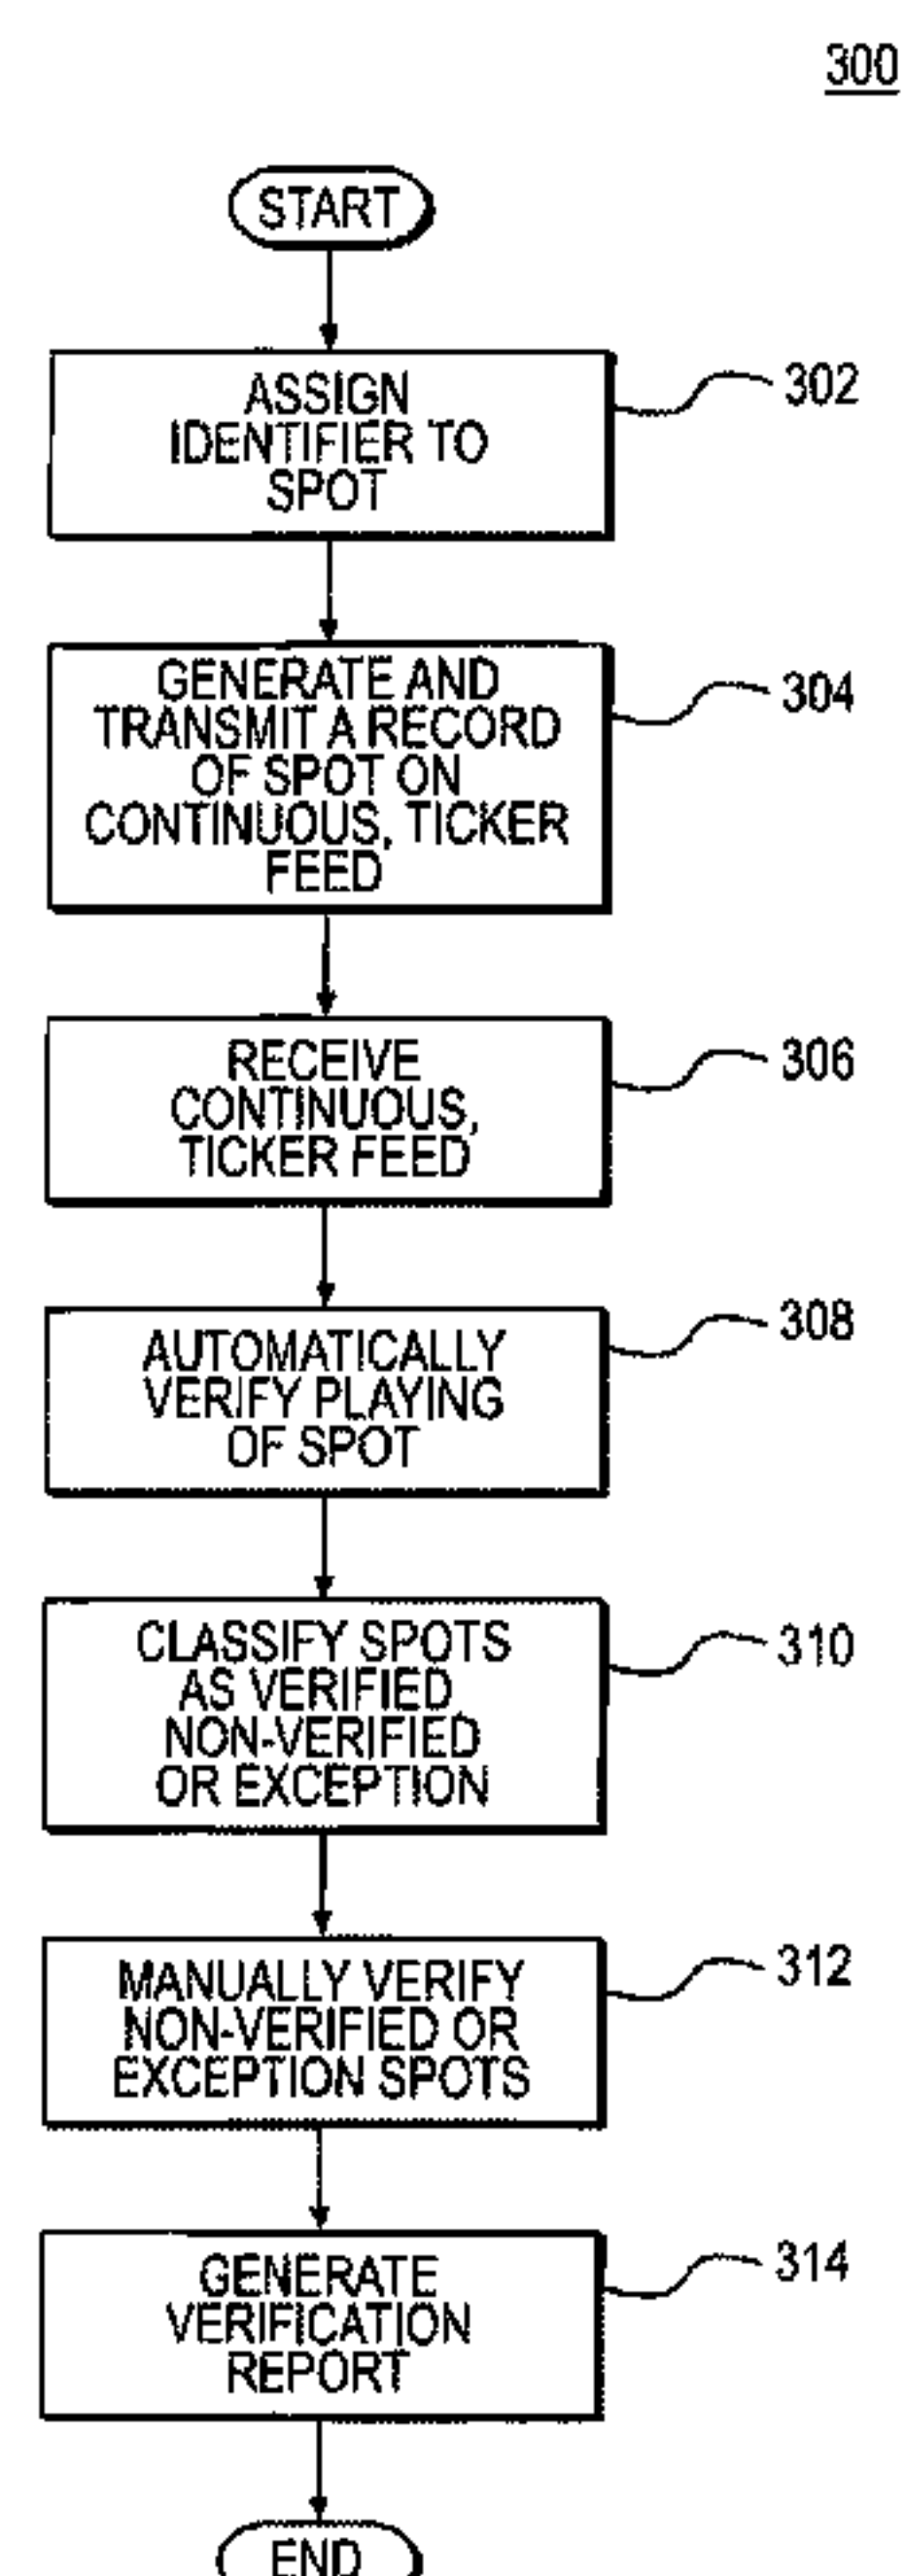 300
START
ASSIGN
IDENTIFIER TO
SPOT
302
GENERATE AND
TRANSMIT A RECORD
OF SPOT ON
CONTINUOUS, TICKER
FEED
304
RECEIVE
CONTINUOUS,
TICKER FEED
306
AUTOMATICALLY
VERIFY PLAYING
OF SPOT
308
CLASSIFY SPOTS
AS VERIFIED,
NON-VERIFIED
OR EXCEPTION
310
MANUALLY VERIFY
NON-VERIFIED OR
EXCEPTION SPOTS
312
GENERATE
VERIFICATION
REPORT
314
END